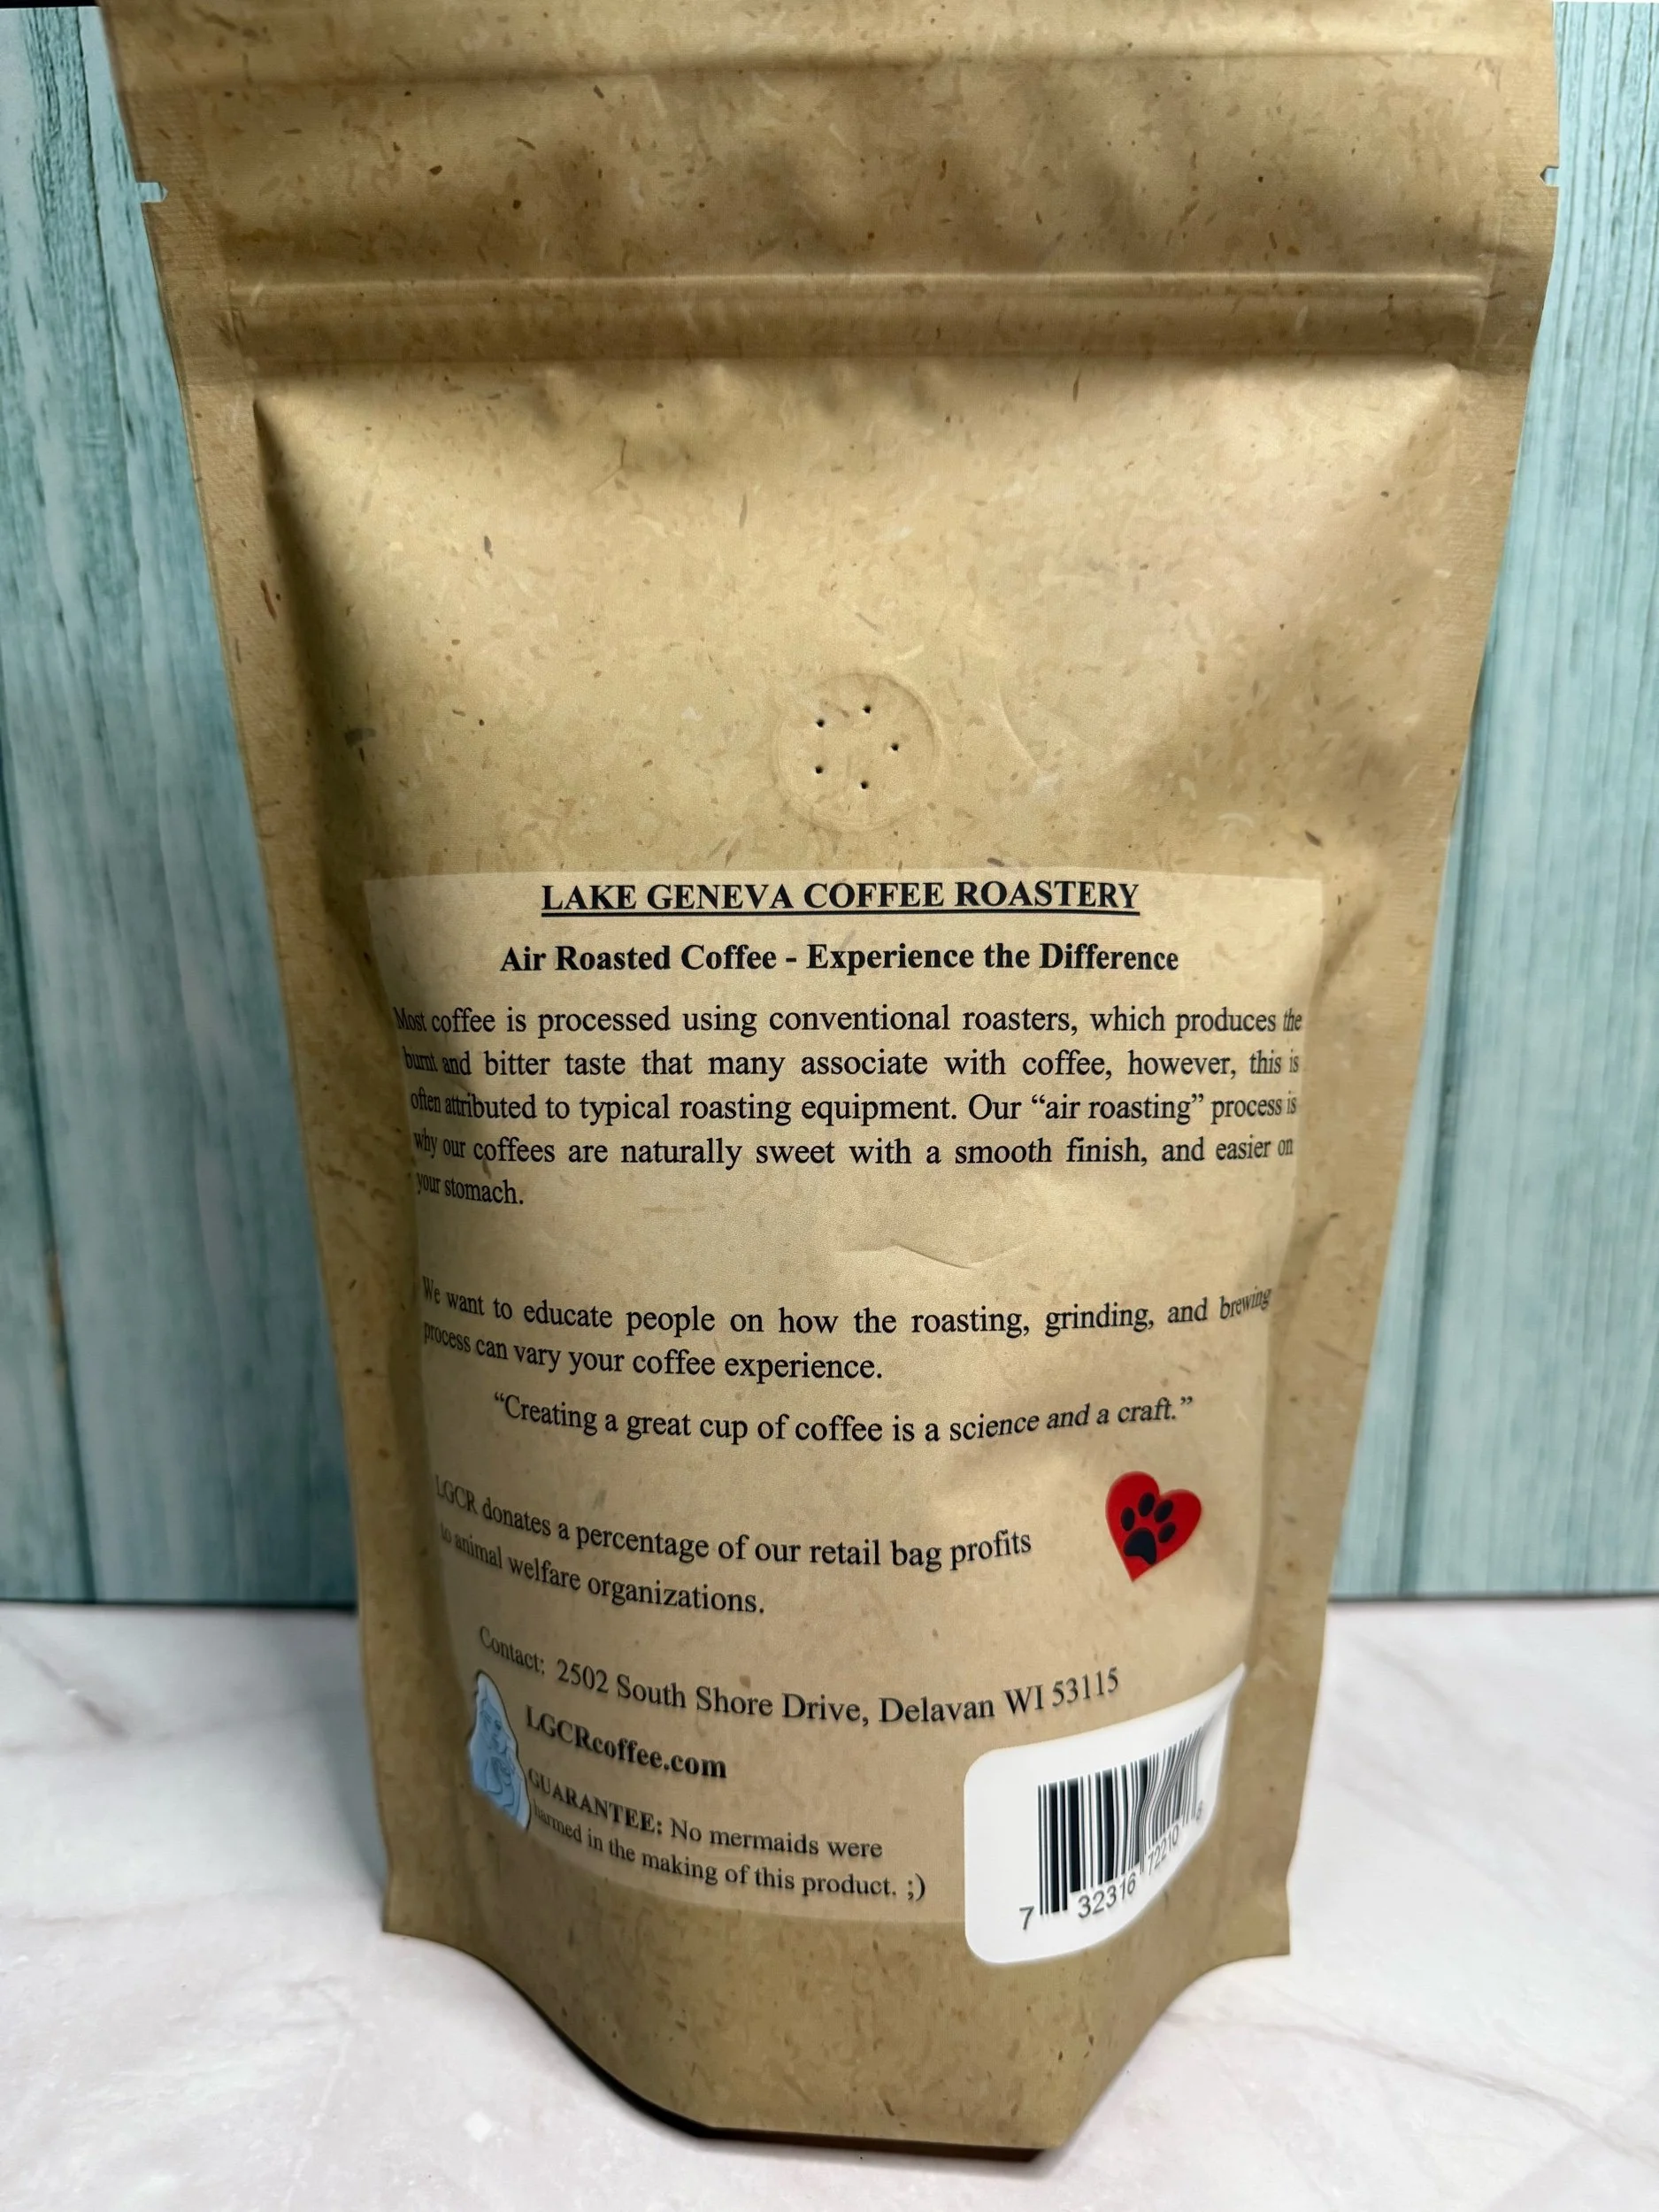 LAKE GENEVA COFFEE ROASTERY
Air Roasted Coffee - Experience the Difference
Most coffee is processed using conventional roasters, which produces the
burnt and bitter taste that many associate with coffee, however, this is
often attributed to typical roasting equipment. Our “air roasting” process is
why our coffees are naturally sweet with a smooth finish, and easier on
your stomach.
We want to educate people on how the roasting, grinding, and brewing
process can vary your coffee experience.
“Creating a great cup of coffee is a science and a craft.”
LGCR donates a percentage of our retail bag profits
to animal welfare organizations.
Contact: 2502 South Shore Drive, Delavan WI 53115
LGCRcoffee.com
GUARANTEE: No mermaids were
harmed in the making of this product. ;)
7 32316 72210 8